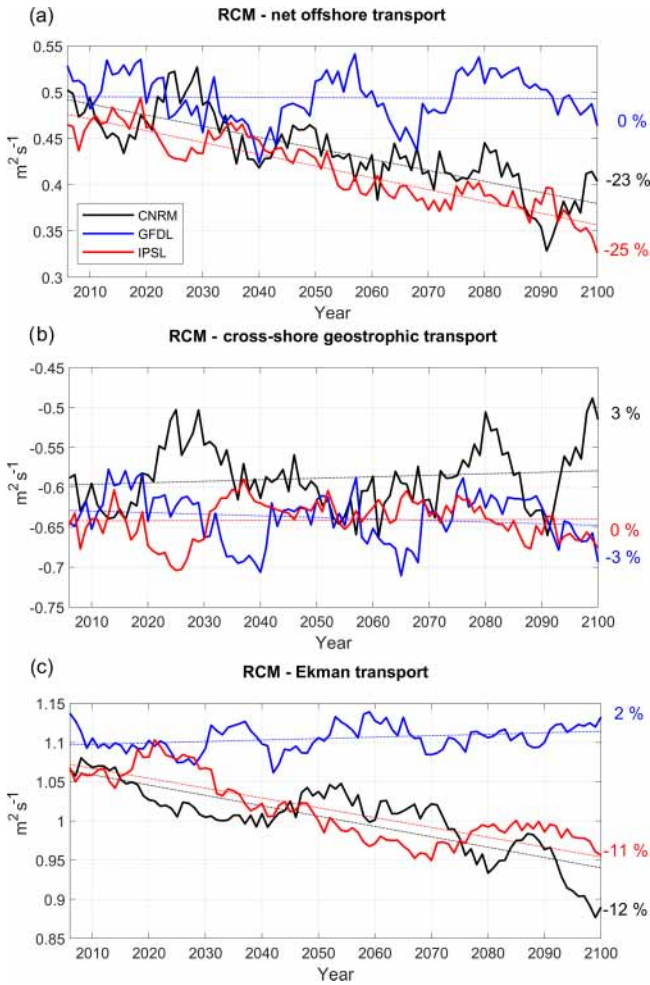 (a) RCM - net offshore transport
0.55
0.5
0.45
0.4
0.35
0.3
m² s⁻¹
0 %
-23 %
-25 %
CNRM
GFDL
IPSL
2010 2020 2030 2040 2050 2060 2070 2080 2090 2100
Year
(b) RCM - cross-shore geostrophic transport
-0.45
-0.5
-0.55
-0.6
-0.65
-0.7
-0.75
m² s⁻¹
3 %
0 %
-3 %
2010 2020 2030 2040 2050 2060 2070 2080 2090 2100
Year
(c) RCM - Ekman transport
1.15
1.1
1.05
1
0.95
0.9
0.85
m² s⁻¹
2 %
-11 %
-12 %
2010 2020 2030 2040 2050 2060 2070 2080 2090 2100
Year